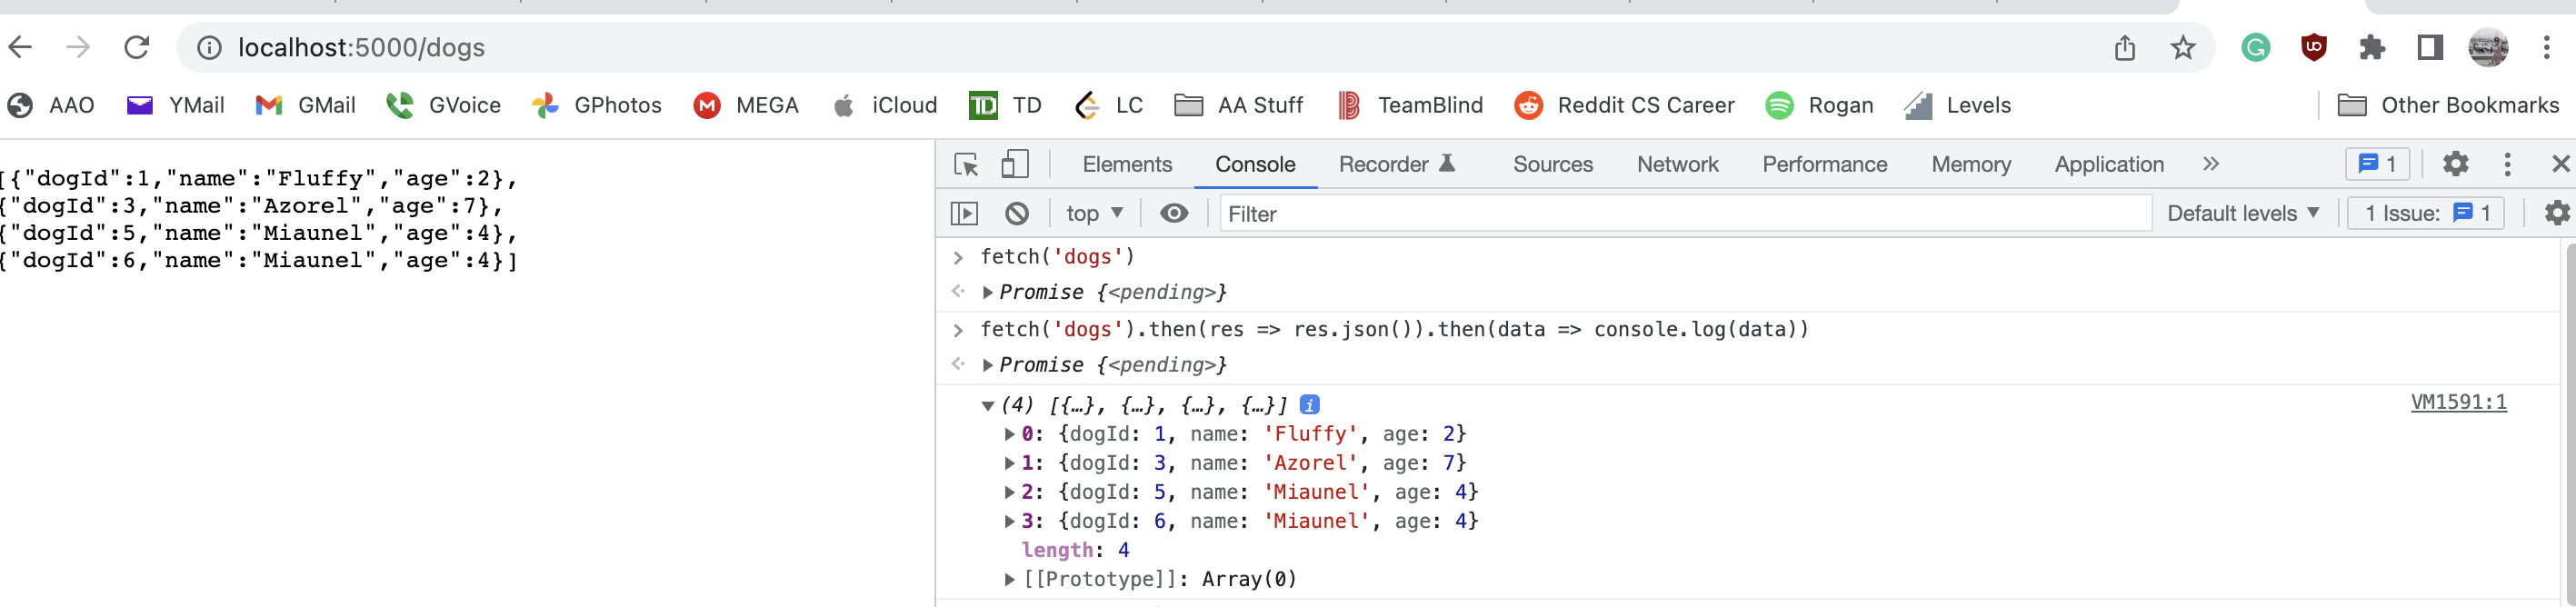 localhost:5000/dogs
AAO YMail GMail GVoice GPhotos MEGA iCloud TD LC AA Stuff TeamBlind Reddit CS Career Rogan Levels Other Bookmarks
[{"dogId":1,"name":"Fluffy","age":2},
{"dogId":3,"name":"Azorel","age":7},
{"dogId":5,"name":"Miaunel","age":4},
{"dogId":6,"name":"Miaunel","age":4}]
Elements Console Recorder Sources Network Performance Memory Application » 1
top ▼ Filter Default levels ▼ 1 Issue: 1
> fetch('dogs')
<· ▶ Promise {<pending>}
> fetch('dogs').then(res => res.json()).then(data => console.log(data))
<· ▶ Promise {<pending>}
▼ (4) [{…}, {…}, {…}, {…}] i VM1591:1
▶ 0: {dogId: 1, name: 'Fluffy', age: 2}
▶ 1: {dogId: 3, name: 'Azorel', age: 7}
▶ 2: {dogId: 5, name: 'Miaunel', age: 4}
▶ 3: {dogId: 6, name: 'Miaunel', age: 4}
length: 4
▶ [[Prototype]]: Array(0)